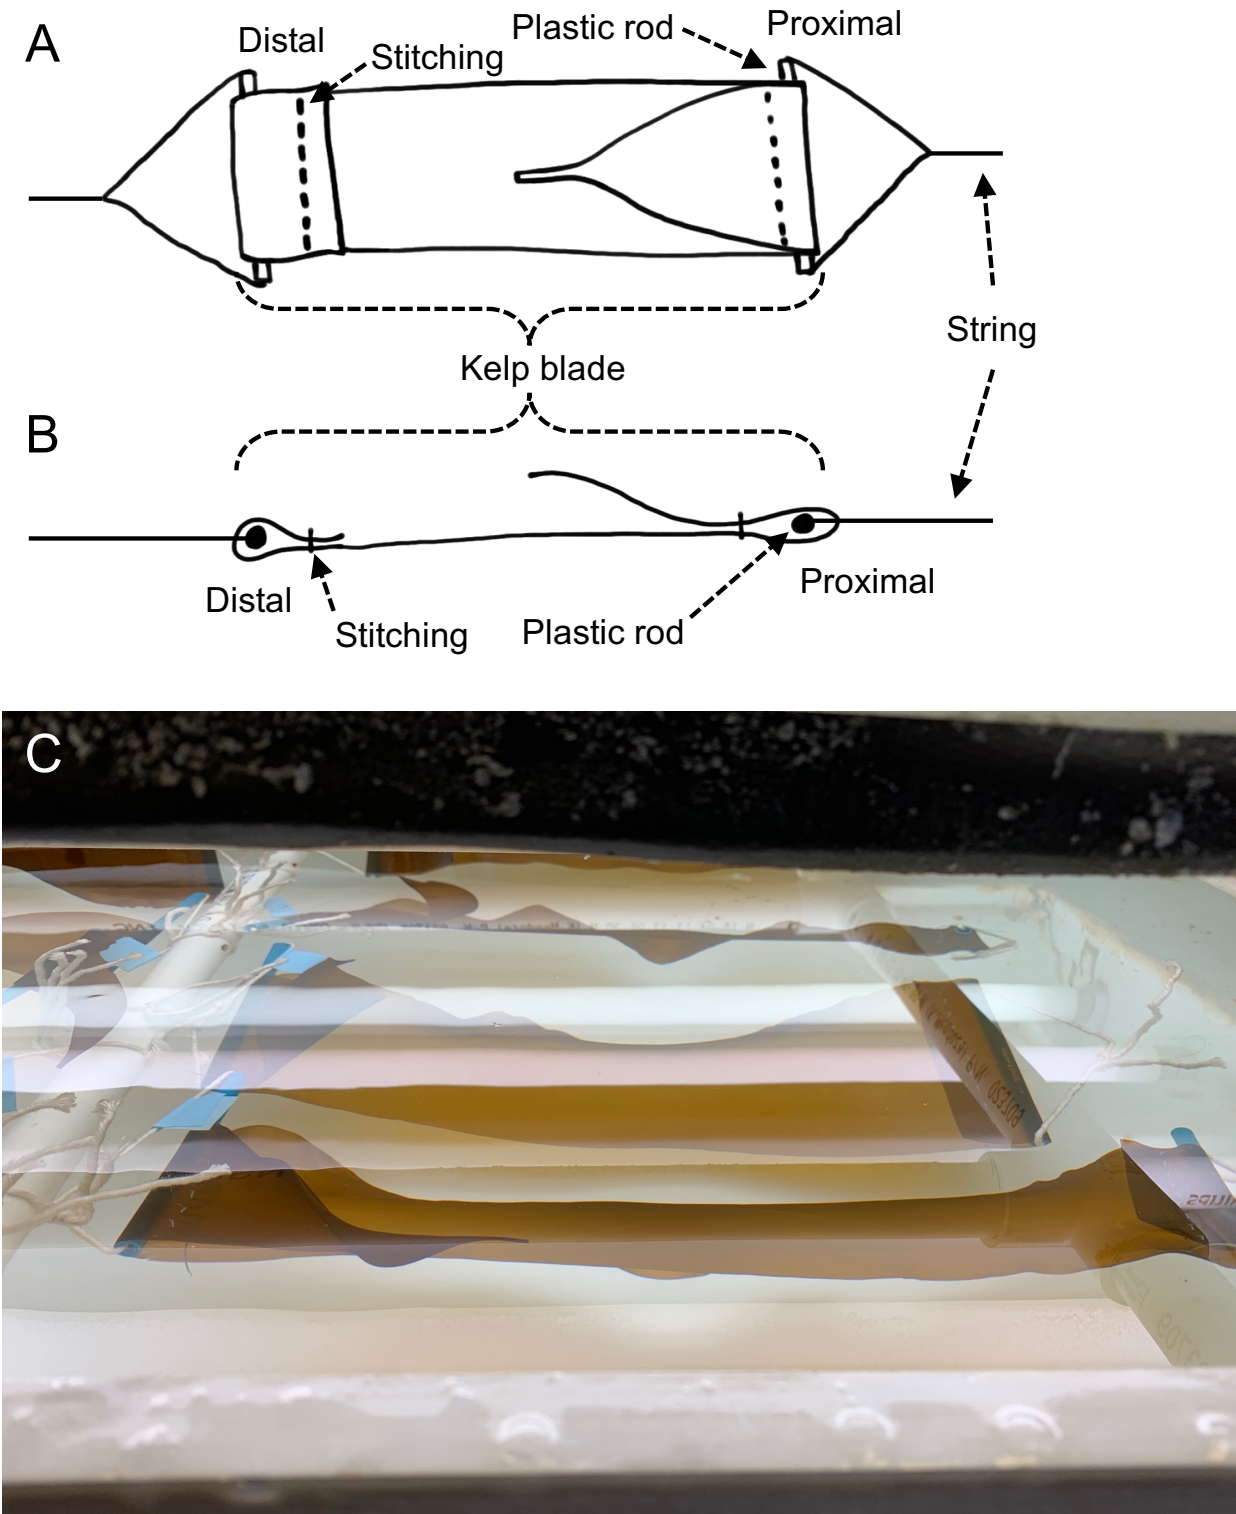 A
Distal
Stitching
Plastic rod
Proximal
Kelp blade
String
B
Distal
Stitching
Plastic rod
Proximal
C